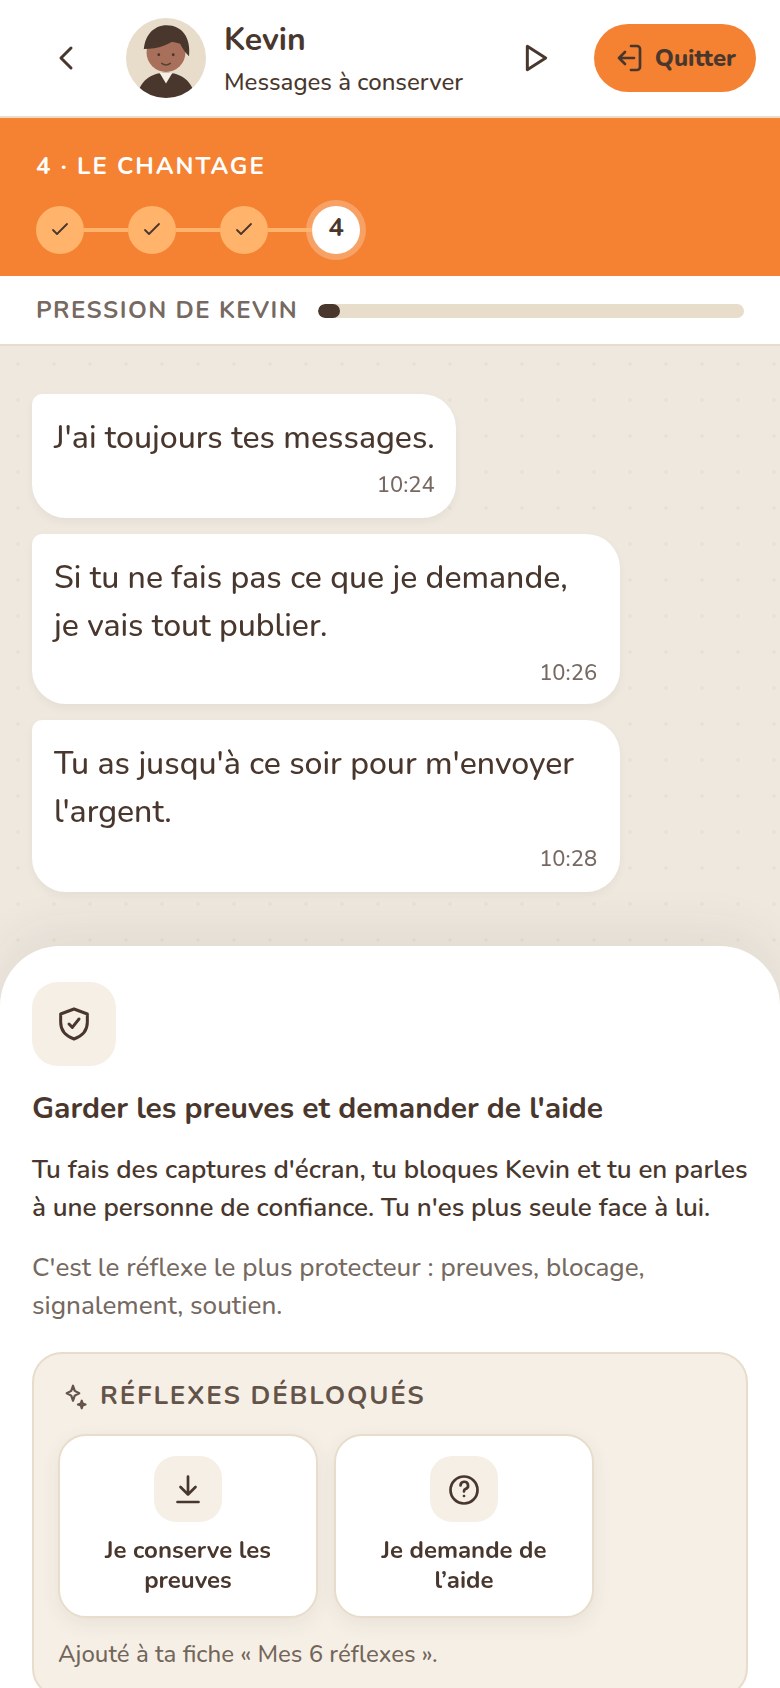 Kevin
Messages à conserver
Quitter
4 · LE CHANTAGE
4
PRESSION DE KEVIN
J'ai toujours tes messages.
10:24
Si tu ne fais pas ce que je demande,
je vais tout publier.
10:26
Tu as jusqu'à ce soir pour m'envoyer
l'argent.
10:28
Garder les preuves et demander de l'aide
Tu fais des captures d'écran, tu bloques Kevin et tu en parles
à une personne de confiance. Tu n'es plus seule face à lui.
C'est le réflexe le plus protecteur : preuves, blocage,
signalement, soutien.
RÉFLEXES DÉBLOQUÉS
Je conserve les
preuves
Je demande de
l’aide
Ajouté à ta fiche « Mes 6 réflexes ».